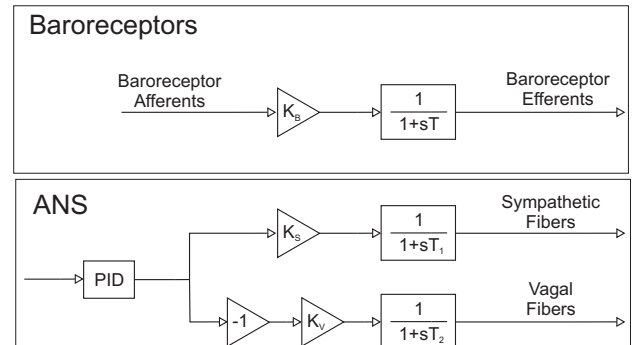 Baroreceptors
Baroreceptor
Afferents
K_B
1
1+sT
Baroreceptor
Efferents
ANS
PID
K_S
1
1+sT_1
Sympathetic
Fibers
-1
K_V
1
1+sT_2
Vagal
Fibers